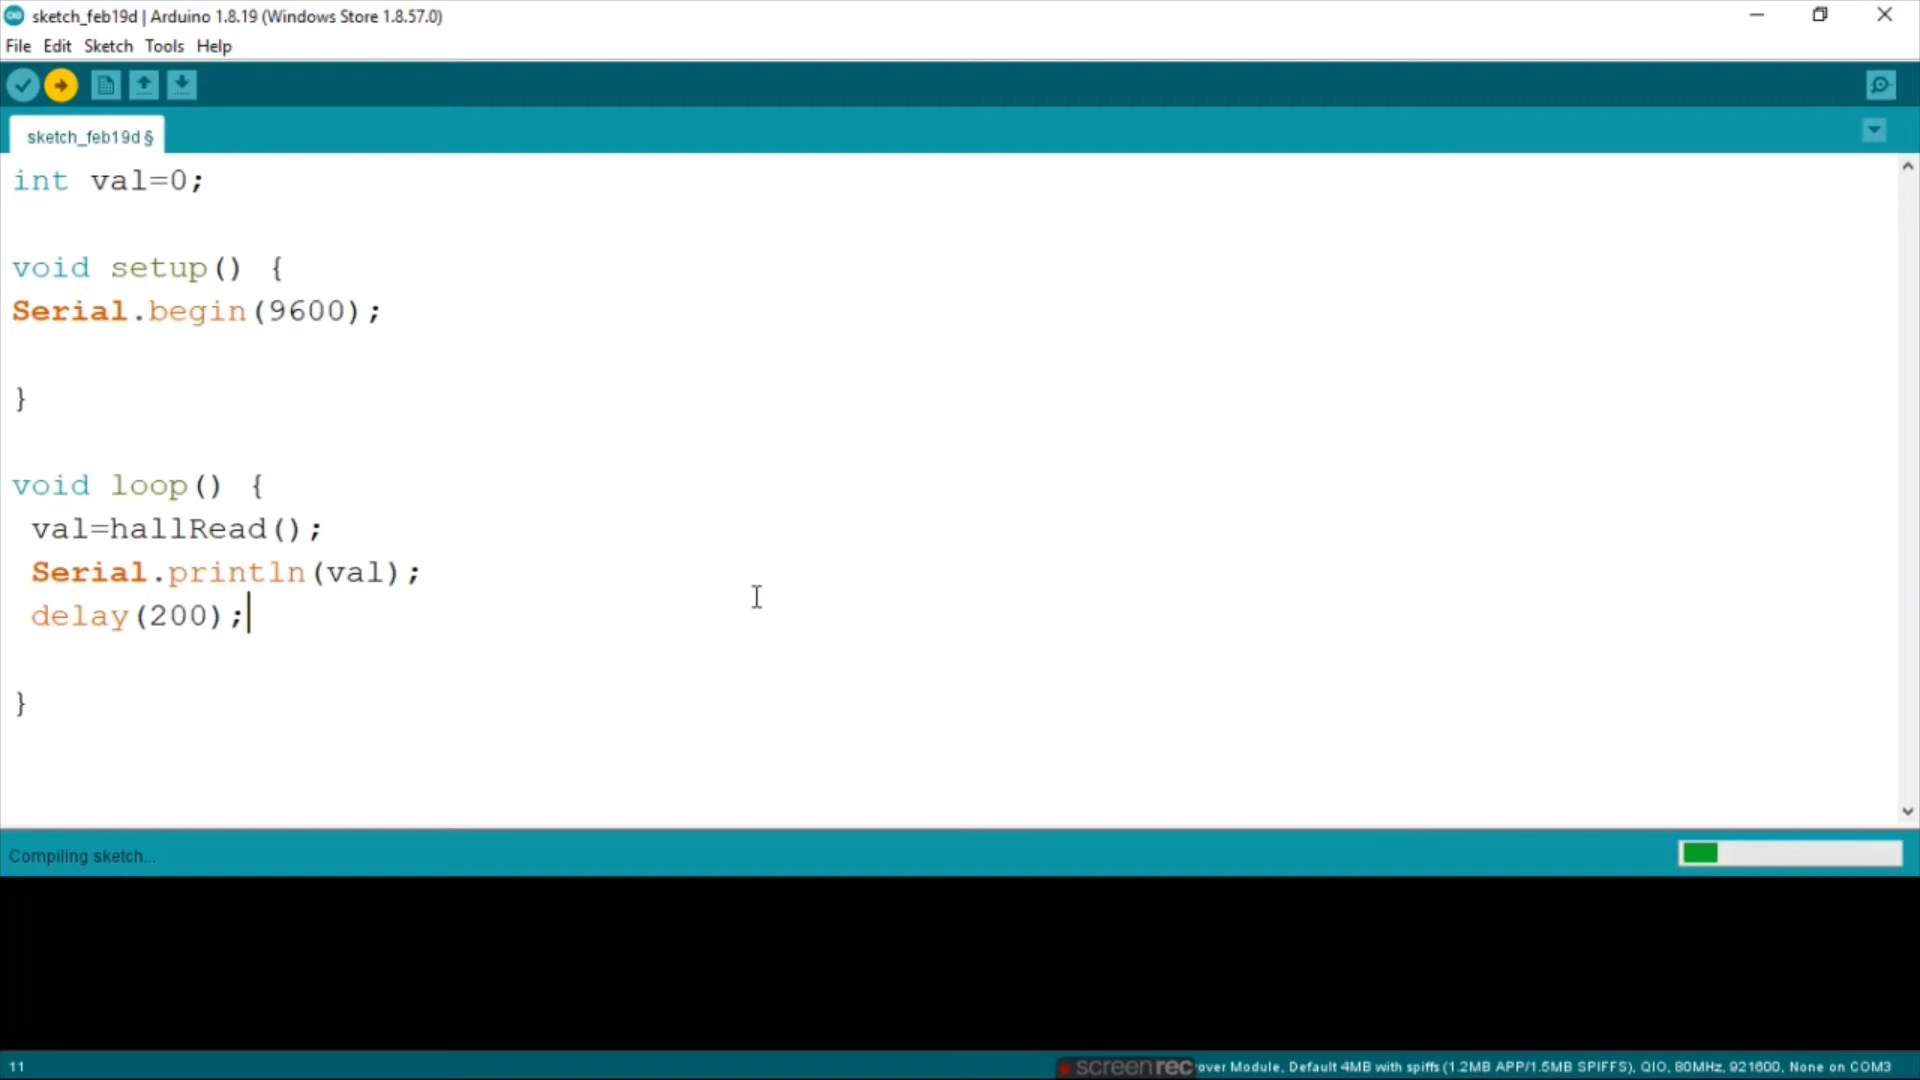 sketch_feb19d | Arduino 1.8.19 (Windows Store 1.8.57.0)
File Edit Sketch Tools Help
sketch_feb19d §
int val=0;
void setup() {
Serial.begin(9600);
}
void loop() {
val=hallRead();
Serial.println(val);
delay(200);
}
Compiling sketch...
11
screenrec over Module, Default 4MB with spiffs (1.2MB APP/1.5MB SPIFFS), QIO, 80MHz, 921600, None on COM3